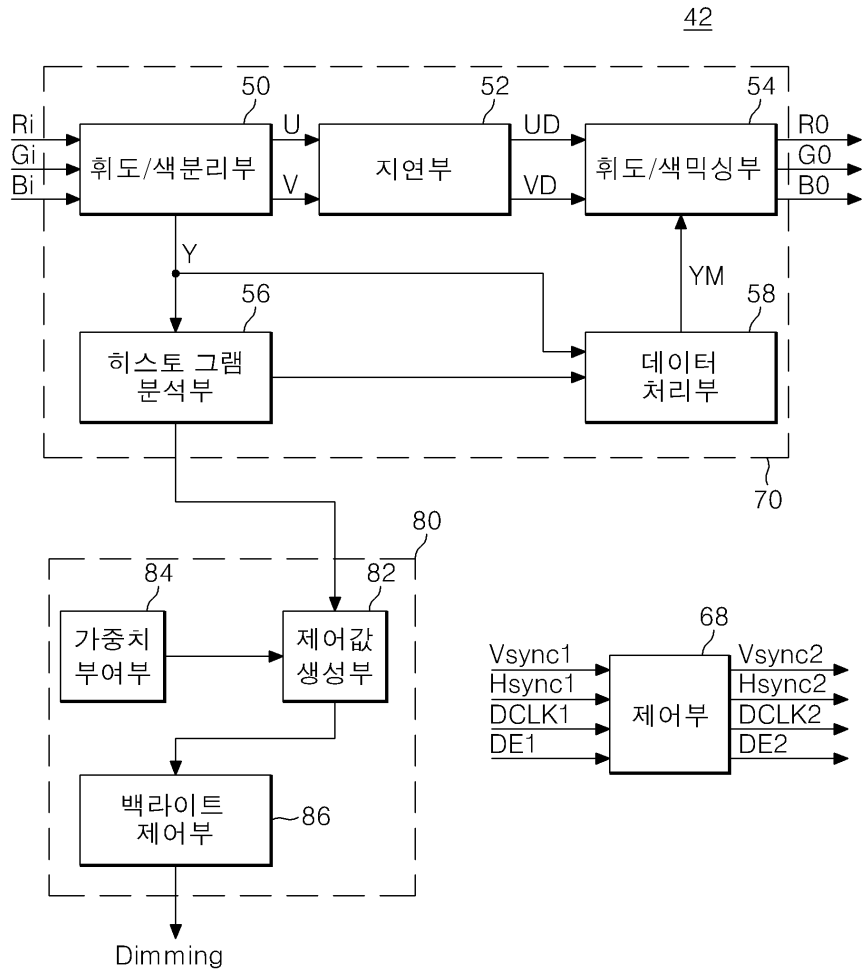 42
50
52
54
Ri
Gi
Bi
휘도/색분리부
U
V
지연부
UD
VD
휘도/색믹싱부
R0
G0
B0
Y
YM
56
58
히스토 그램
분석부
데이터
처리부
70
80
84
82
가중치
부여부
제어값
생성부
68
Vsync1
Hsync1
DCLK1
DE1
제어부
Vsync2
Hsync2
DCLK2
DE2
백라이트
제어부
86
Dimming